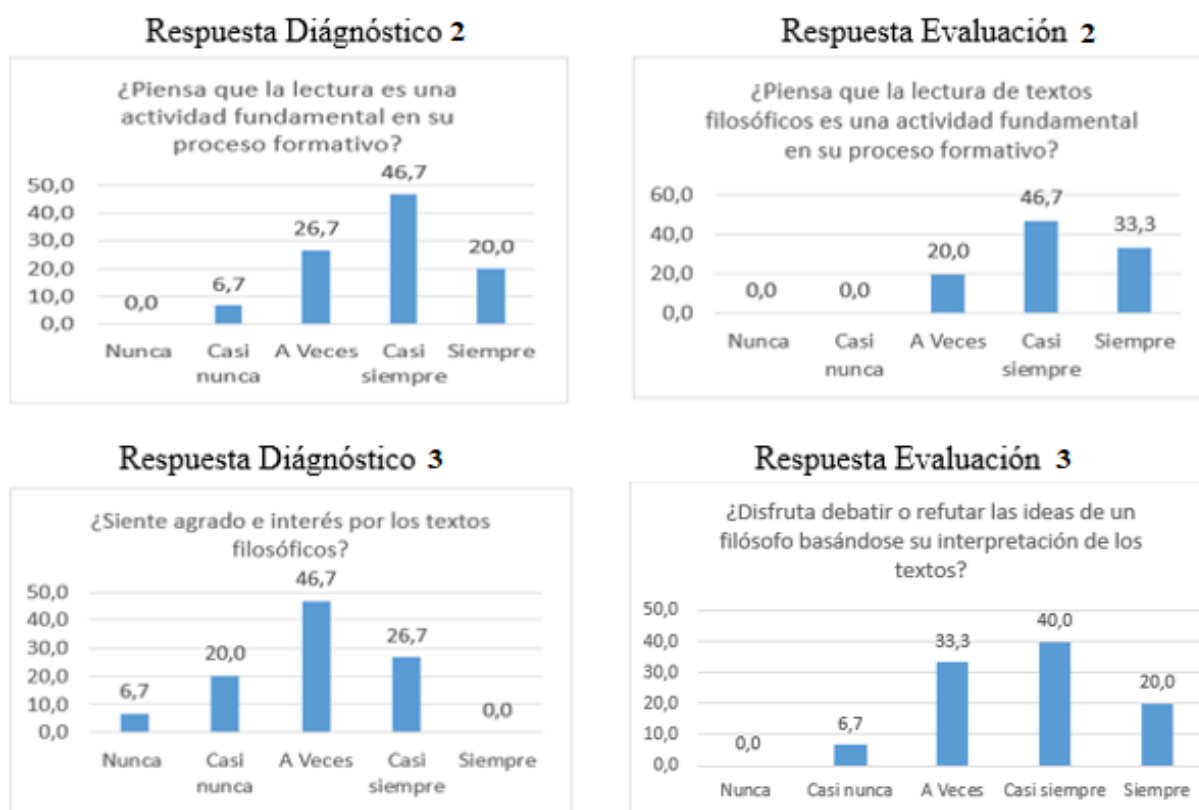 Respuesta Diágnóstico 2
¿Piensa que la lectura es una
actividad fundamental en su
proceso formativo?
50,0
40,0
30,0
20,0
10,0
0,0
0,0
6,7
26,7
46,7
20,0
Nunca Casi nunca A Veces Casi siempre Siempre
Respuesta Evaluación 2
¿Piensa que la lectura de textos
filosóficos es una actividad fundamental
en su proceso formativo?
60,0
40,0
20,0
0,0
0,0
0,0
20,0
46,7
33,3
Nunca Casi nunca A Veces Casi siempre Siempre
Respuesta Diágnóstico 3
¿Siente agrado e interés por los textos
filosóficos?
50,0
40,0
30,0
20,0
10,0
0,0
6,7
20,0
46,7
26,7
0,0
Nunca Casi nunca A Veces Casi siempre Siempre
Respuesta Evaluación 3
¿Disfruta debatir o refutar las ideas de un
filósofo basándose su interpretación de los
textos?
50,0
40,0
30,0
20,0
10,0
0,0
0,0
6,7
33,3
40,0
20,0
Nunca Casi nunca A Veces Casi siempre Siempre